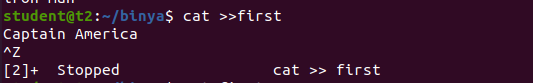 student@t2:~/binya$ cat >>first
Captain America
^Z
[2]+  Stopped                 cat >> first